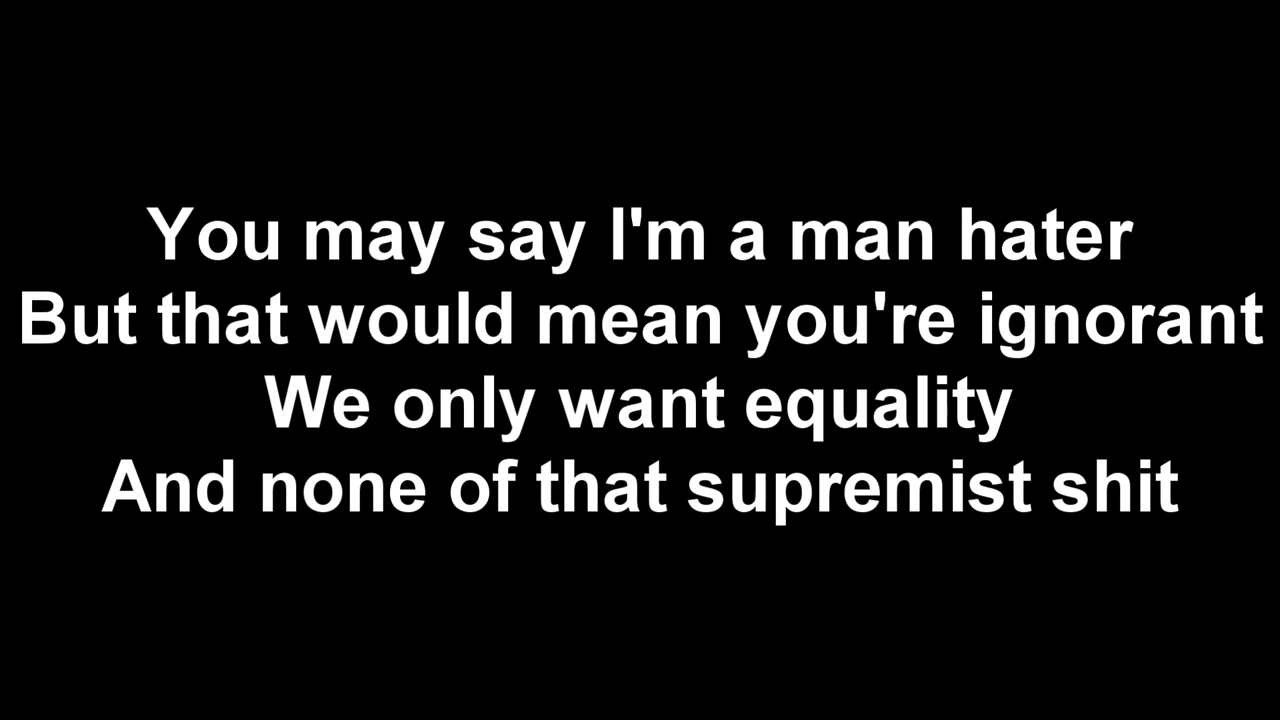 You may say I'm a man hater
But that would mean you're ignorant
We only want equality
And none of that supremist shit